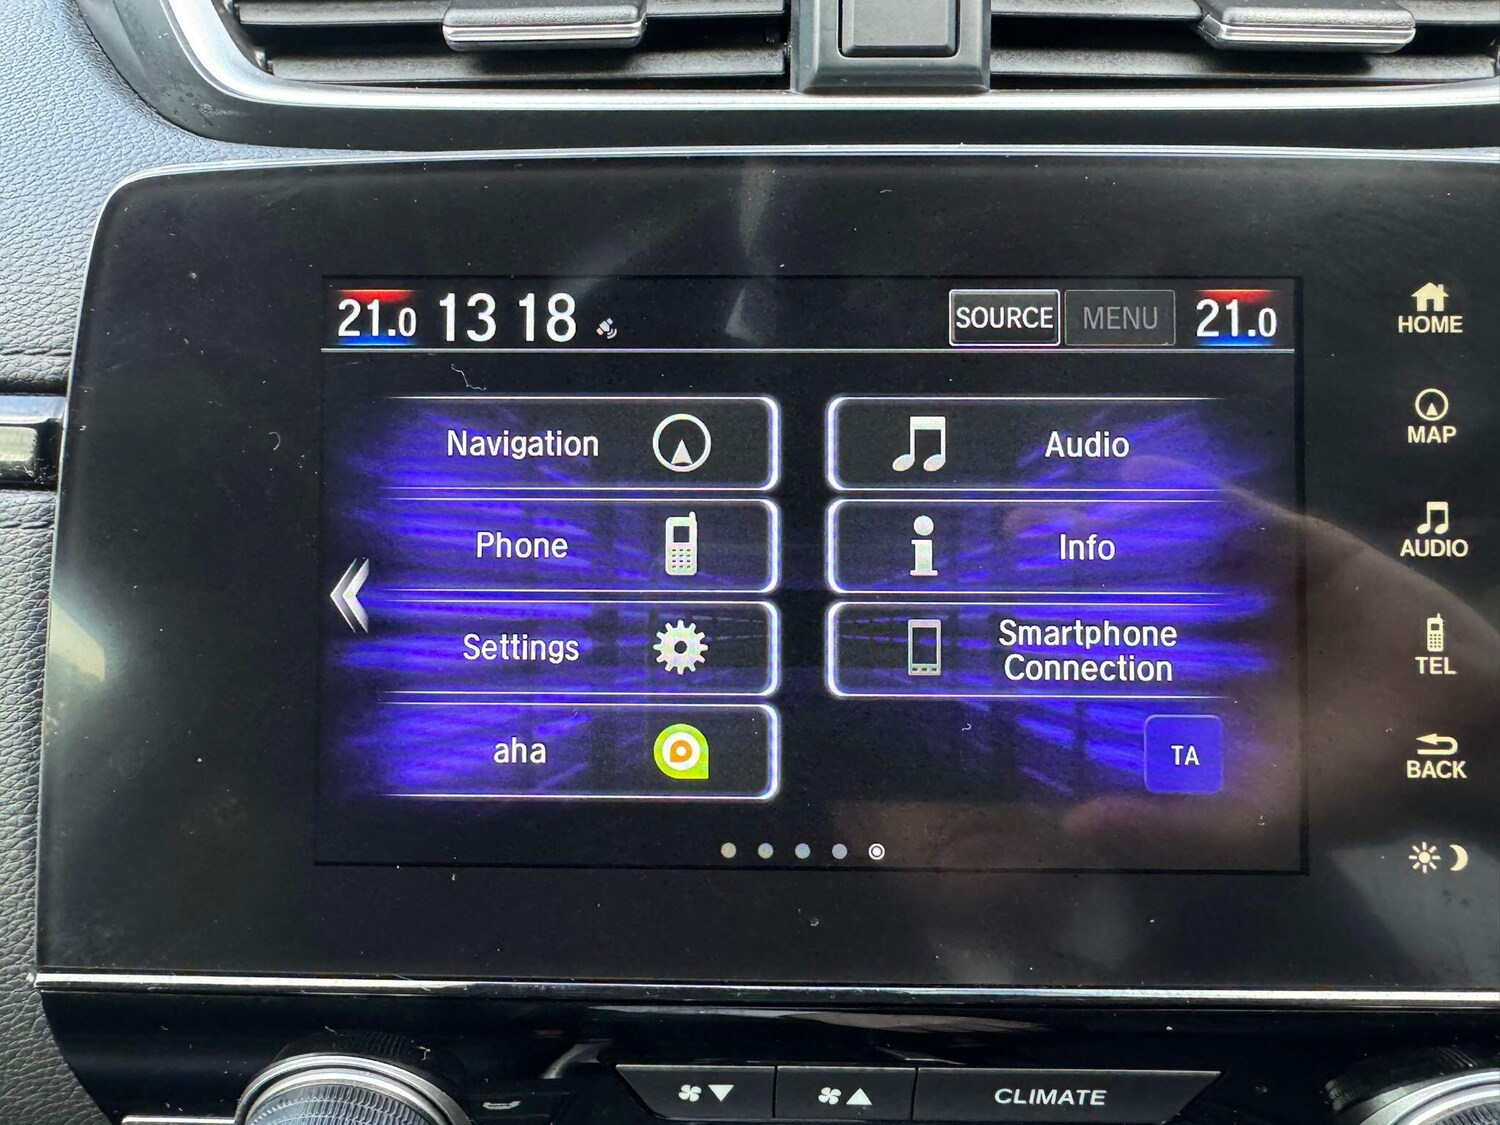 21.0 13 18 SOURCE MENU 21.0
HOME
Navigation
Audio
MAP
Phone
Info
AUDIO
Settings
Smartphone
Connection
TEL
aha
TA
BACK
CLIMATE